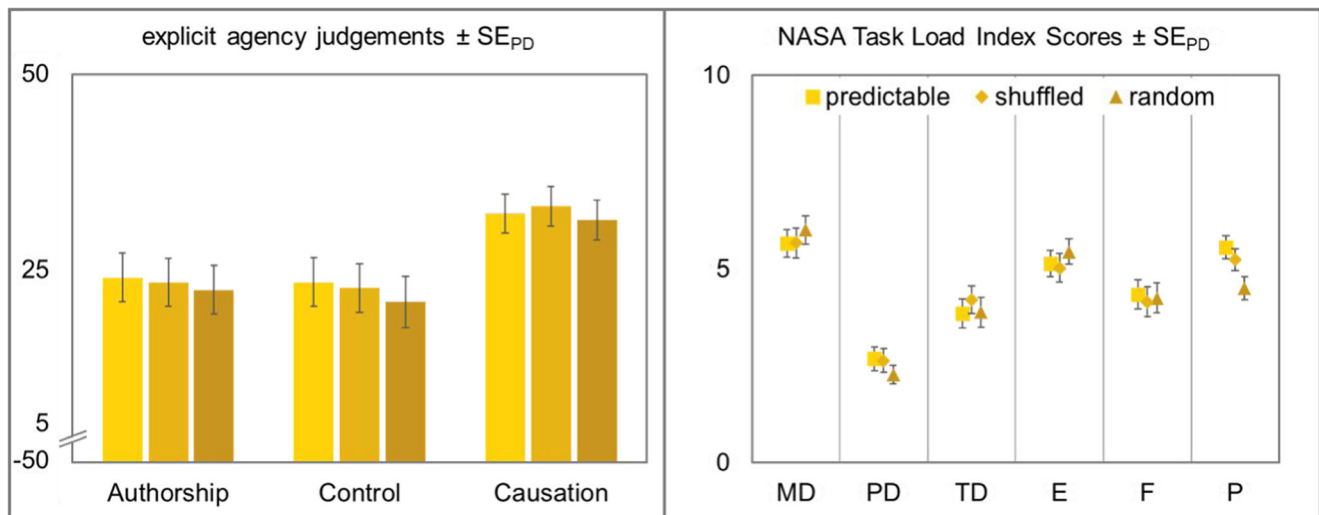 explicit agency judgements ± SEPD
50
25
5
-50
Authorship Control Causation
NASA Task Load Index Scores ± SEPD
10
predictable shuffled random
5
0
MD PD TD E F P